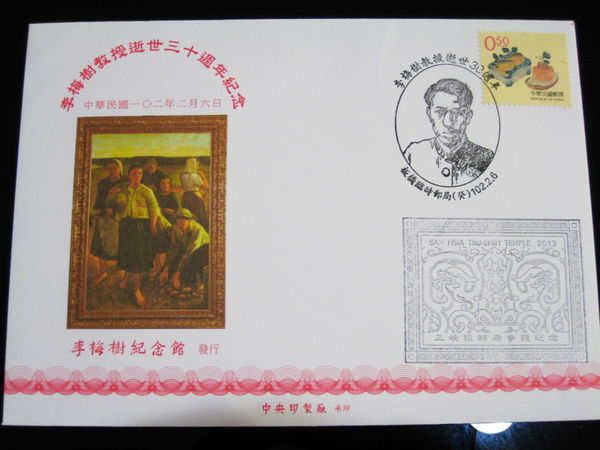 李梅樹教授逝世三十週年紀念
中華民國一〇二年二月六日
李梅樹紀念館 發行
中央印製廠 承印
李梅樹教授逝世30週年
板橋臨時郵局(癸)102.2.6
0.50
中華民國郵票
REPUBLIC OF CHINA
SAN HSIA TSU-SHIH TEMPLE, 2013
三峽祖師廟參觀紀念